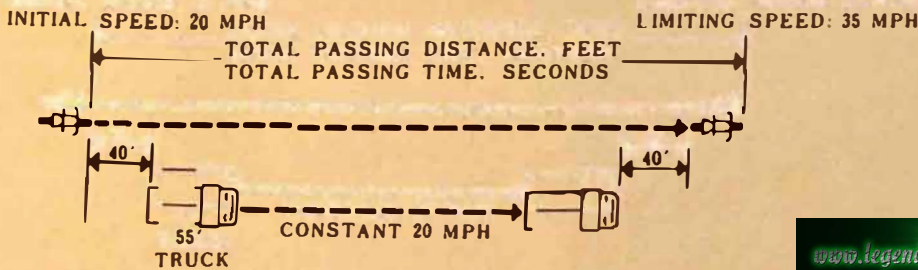 INITIAL SPEED: 20 MPH
LIMITING SPEED: 35 MPH
TOTAL PASSING DISTANCE, FEET
TOTAL PASSING TIME, SECONDS
40'
40'
55'
TRUCK
CONSTANT 20 MPH